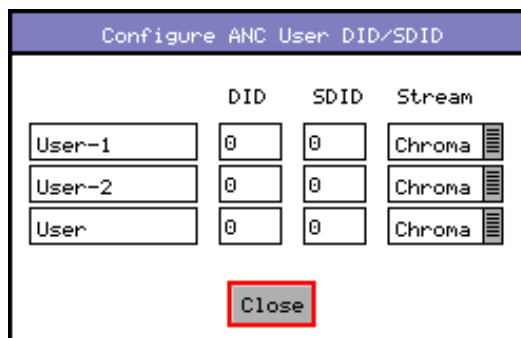 Configure ANC User DID/SDID
DID SDID Stream
User-1 0 0 Chroma
User-2 0 0 Chroma
User 0 0 Chroma
Close